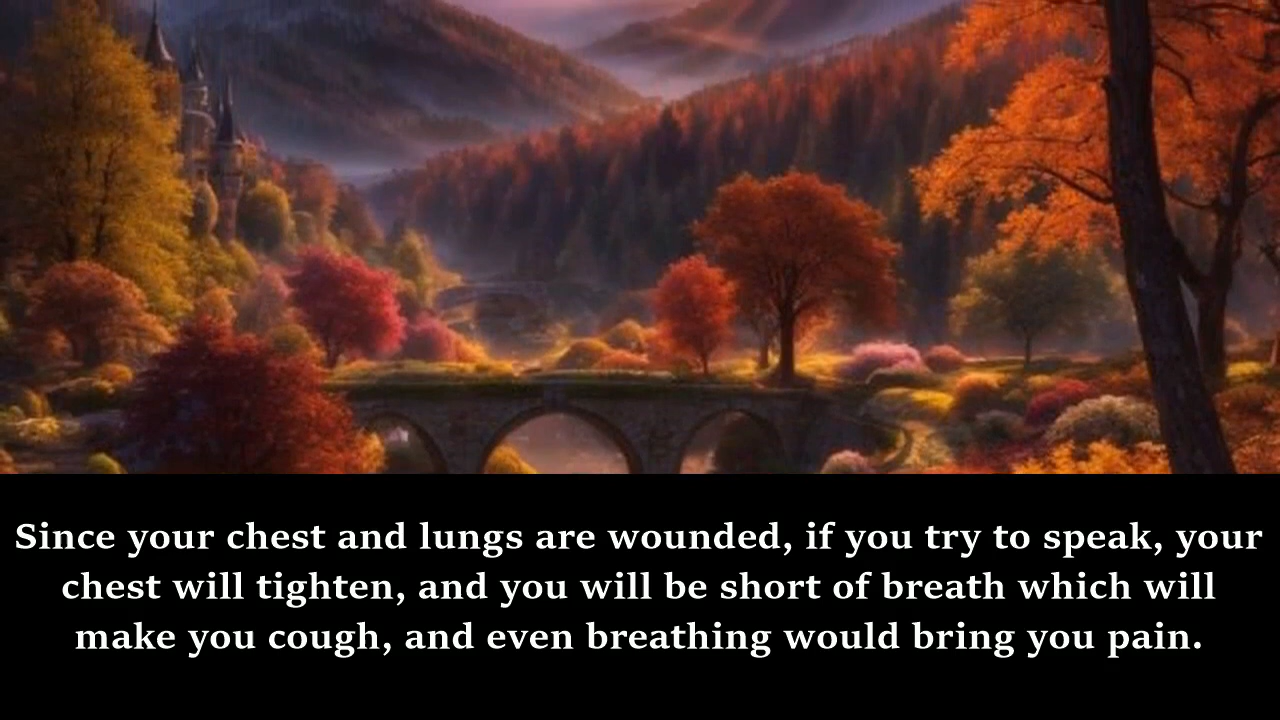 Since your chest and lungs are wounded, if you try to speak, your
chest will tighten, and you will be short of breath which will
make you cough, and even breathing would bring you pain.